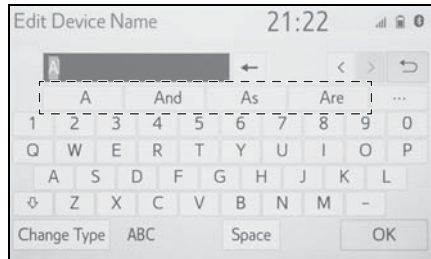 Edit Device Name 21:22
A ← < >
A And As Are ...
1 2 3 4 5 6 7 8 9 0
Q W E R T Y U I O P
A S D F G H J K L
Z X C V B N M -
Change Type ABC Space OK